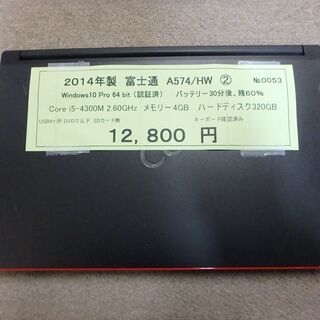 2014年製 富士通 A574/HW ② №0053
Windows10 Pro 64 bit (認証済) バッテリー30分後、残60%
Core i5-4300M 2.60GHz メモリー4GB ハードディスク320GB
USB4ヶ所 DVDマルチ SDカード無 キーボード確認済み
12,800 円